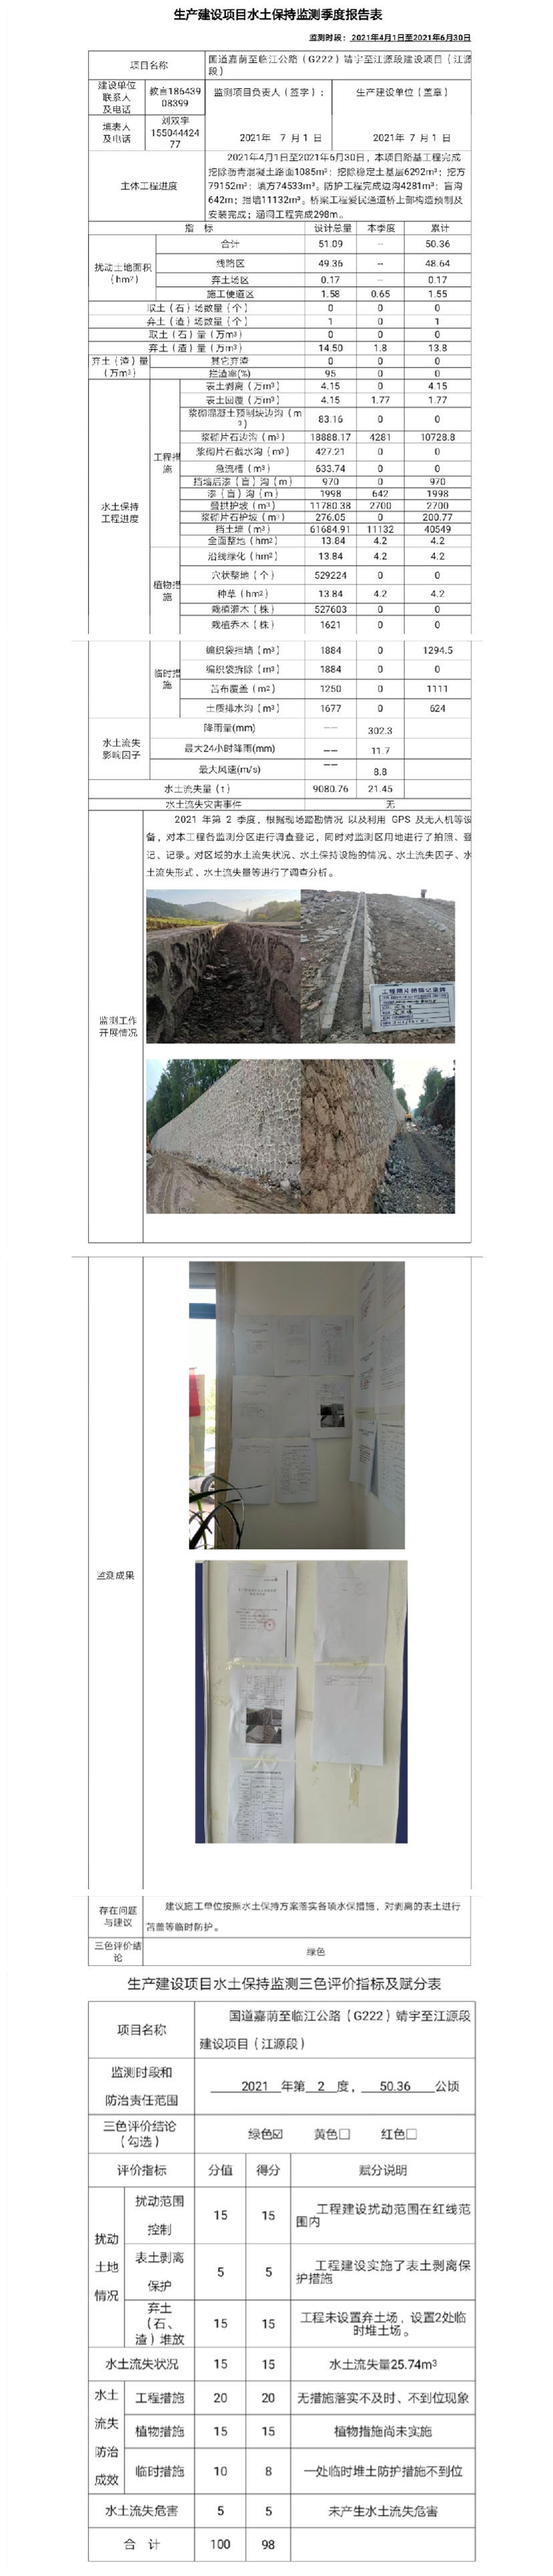 生产建设项目水土保持监测季度报告表
监测时段： 2021年4月1日至2021年6月30日
项目名称
国道嘉荫至临江公路（G222）靖宇至江源段建设项目（江源
段）
建设单位
联系人
及电话
教言186439
08399
监测项目负责人（签字）：
生产建设单位（盖章）
填表人
及电话
刘双宇
155044424
77
2021年 7 月 1 日
2021年 7 月 1 日
主体工程进度
2021年4月1日至2021年6月30日，本项目路基工程完成
挖除沥青混凝土路面1085m³；挖除稳定土基层6292m³；挖方
79152m³；填方74533m³。防护工程完成边沟4281m³；盲沟
642m；挡墙11132m³。桥梁工程爱民通道桥上部构造预制及
安装完成；涵洞工程完成298m。
指 标 设计总量 本季度 累计
扰动土地面积
（hm²）
合计 51.09 -- 50.36
线路区 49.36 -- 48.64
弃土场区 0.17 -- 0.17
施工便道区 1.58 0.65 1.55
取土（石）场数量（个） 0 0 0
弃土（渣）场数量（个） 1 0 1
取土（石）量（万m³） 0 0 0
弃土（渣）量（万m³） 14.50 1.8 13.8
弃土（渣）量
（万m³）
其它弃渣 0 0 0
拦渣率(%) 95 0 0
水土保持
工程进度
工程措
施
表土剥离（万m³） 4.15 0 4.15
表土回覆（万m³） 4.15 1.77 1.77
浆砌混凝土预制块边沟（m
³） 83.16 0 0
浆砌片石边沟（m³） 18888.17 4281 10728.8
浆砌片石截水沟（m³） 427.21 0 0
急流槽（m³） 633.74 0 0
挡墙后渗（盲）沟（m） 970 0 970
渗（盲）沟（m） 1998 642 1998
叠拱护坡（m³） 11780.38 2700 2700
浆砌片石护坡（m³） 276.05 0 200.77
挡土墙（m³） 61684.91 11132 40549
全面整地（hm²） 13.84 4.2 4.2
植物措
施
沿线绿化（hm²） 13.84 4.2 4.2
穴状整地（个） 529224 0 0
种草（hm²） 13.84 4.2 4.2
栽植灌木（株） 527603 0 0
栽植乔木（株） 1621 0 0
临时措
施
编织袋挡墙（m³） 1884 0 1294.5
编织袋拆除（m³） 1884 0 0
苫布覆盖（m²） 1250 0 1111
土质排水沟（m³） 1677 0 624
水土流失
影响因子
降雨量(mm) —— 302.3
最大24小时降雨(mm) —— 11.7
最大风速(m/s) —— 8.8
水土流失量（t） 9080.76 21.45
水土流失灾害事件 无
监测工作
开展情况
2021 年第 2 季度，根据现场踏勘情况 以及利用 GPS 及无人机等设
备，对本工程各监测分区进行调查登记，同时对监测区用地进行了拍照、登
记、记录。对区域的水土流失状况、水土保持设施的情况、水土流失因子、水
土流失形式、水土流失量等进行了调查分析。
监测成果
存在问题
与建议
建议施工单位按照水土保持方案落实各项水保措施，对剥离的表土进行
苫盖等临时防护。
三色评价结
论
绿色
生产建设项目水土保持监测三色评价指标及赋分表
项目名称
国道嘉荫至临江公路（G222）靖宇至江源段
建设项目（江源段）
监测时段和
防治责任范围
2021 年第 2 度， 50.36 公顷
三色评价结论
（勾选）
绿色☑ 黄色□ 红色□
评价指标 分值 得分 赋分说明
扰动
土地
情况
扰动范围
控制
15 15 工程建设扰动范围在红线范
围内
表土剥离
保护
5 5 工程建设实施了表土剥离保
护措施
弃土
（石、
渣）堆放
15 15 工程未设置弃土场，设置2处临
时堆土场。
水土流失状况 15 15 水土流失量25.74m³
水土
流失
防治
成效
工程措施 20 20 无措施落实不及时、不到位现象
植物措施 15 15 植物措施尚未实施
临时措施 10 8 一处临时堆土防护措施不到位
水土流失危害 5 5 未产生水土流失危害
合 计 100 98